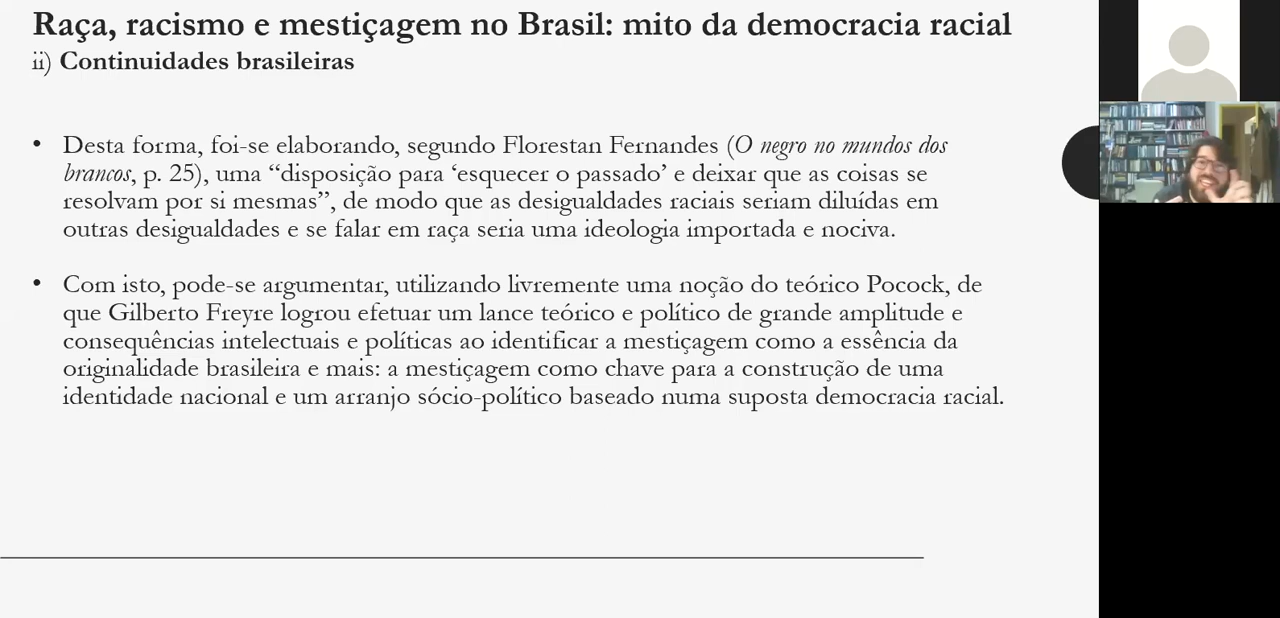 Raça, racismo e mestiçagem no Brasil: mito da democracia racial
ii) Continuidades brasileiras
• Desta forma, foi-se elaborando, segundo Florestan Fernandes (O negro no mundos dos
brancos, p. 25), uma “disposição para ‘esquecer o passado’ e deixar que as coisas se
resolvam por si mesmas”, de modo que as desigualdades raciais seriam diluídas em
outras desigualdades e se falar em raça seria uma ideologia importada e nociva.
• Com isto, pode-se argumentar, utilizando livremente uma noção do teórico Pocock, de
que Gilberto Freyre logrou efetuar um lance teórico e político de grande amplitude e
consequências intelectuais e políticas ao identificar a mestiçagem como a essência da
originalidade brasileira e mais: a mestiçagem como chave para a construção de uma
identidade nacional e um arranjo sócio-político baseado numa suposta democracia racial.